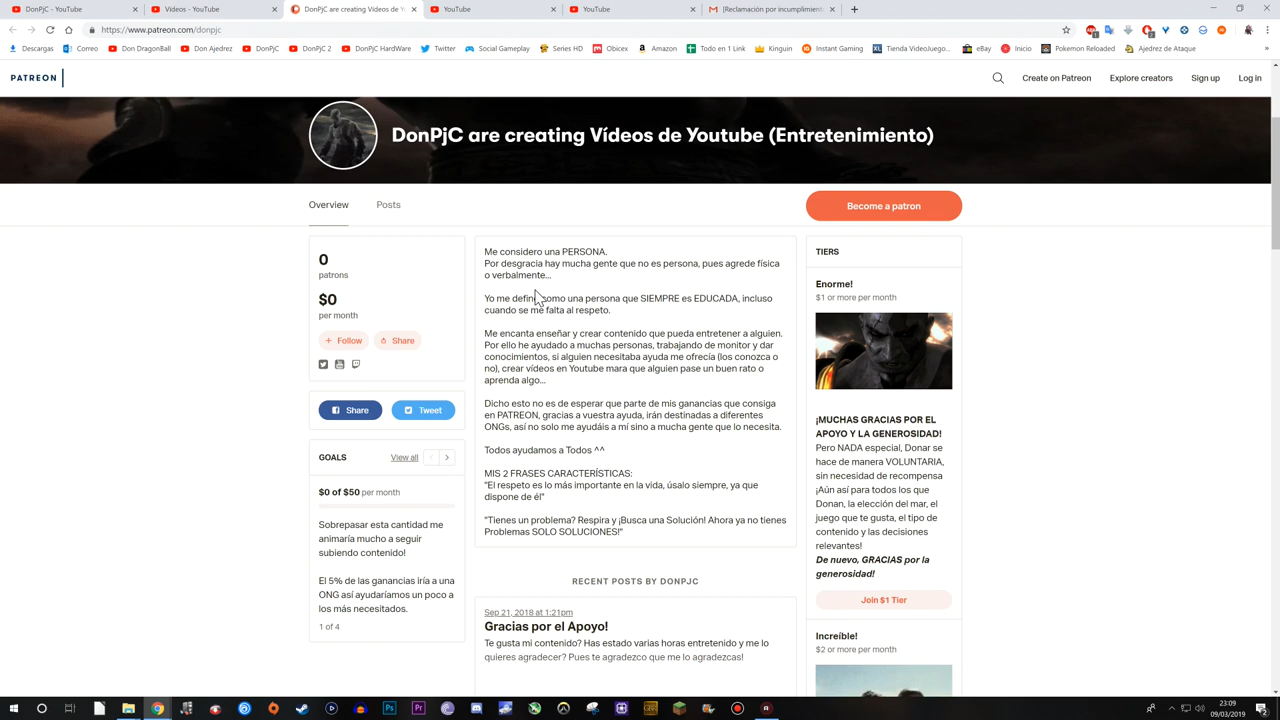 DonPjC - YouTube
Vídeos - YouTube
DonPjC are creating Vídeos de Yo
YouTube
YouTube
[Reclamación por incumplimiento
https://www.patreon.com/donpjc
Descargas
Correo
Don DragonBall
Don Ajedrez
DonPjC
DonPjC 2
DonPjC HardWare
Twitter
Social Gameplay
Series HD
Obicex
Amazon
Todo en 1 Link
Kinguin
Instant Gaming
Tienda VideoJuego...
eBay
Inicio
Pokemon Reloaded
Ajedrez de Ataque
PATREON
Create on Patreon
Explore creators
Sign up
Log in
DonPjC are creating Vídeos de Youtube (Entretenimiento)
Overview
Posts
Become a patron
0
patrons
$0
per month
Follow
Share
Share
Tweet
GOALS
View all
$0 of $50 per month
Sobrepasar esta cantidad me
animaría mucho a seguir
subiendo contenido!
El 5% de las ganancias iría a una
ONG así ayudaríamos un poco a
los más necesitados.
1 of 4
Me considero una PERSONA.
Por desgracia hay mucha gente que no es persona, pues agrede física
o verbalmente...
Yo me defino como una persona que SIEMPRE es EDUCADA, incluso
cuando se me falta al respeto.
Me encanta enseñar y crear contenido que pueda entretener a alguien.
Por ello he ayudado a muchas personas, trabajando de monitor y dar
conocimientos, si alguien necesitaba ayuda me ofrecía (los conozca o
no), crear vídeos en Youtube mara que alguien pase un buen rato o
aprenda algo...
Dicho esto no es de esperar que parte de mis ganancias que consiga
en PATREON, gracias a vuestra ayuda, irán destinadas a diferentes
ONGs, así no solo me ayudáis a mí sino a mucha gente que lo necesita.
Todos ayudamos a Todos ^^
MIS 2 FRASES CARACTERÍSTICAS:
"El respeto es lo más importante en la vida, úsalo siempre, ya que
dispone de él"
"Tienes un problema? Respira y ¡Busca una Solución! Ahora ya no tienes
Problemas SOLO SOLUCIONES!"
RECENT POSTS BY DONPJC
Sep 21, 2018 at 1:21pm
Gracias por el Apoyo!
Te gusta mi contenido? Has estado varias horas entretenido y me lo
quieres agradecer? Pues te agradezco que me lo agradezcas!
TIERS
Enorme!
$1 or more per month
¡MUCHAS GRACIAS POR EL
APOYO Y LA GENEROSIDAD!
Pero NADA especial, Donar se
hace de manera VOLUNTARIA,
sin necesidad de recompensa
¡Aún así para todos los que
Donan, la elección del mar, el
juego que te gusta, el tipo de
contenido y las decisiones
relevantes!
De nuevo, GRACIAS por la
generosidad!
Join $1 Tier
Increíble!
$2 or more per month
23:09
09/03/2019